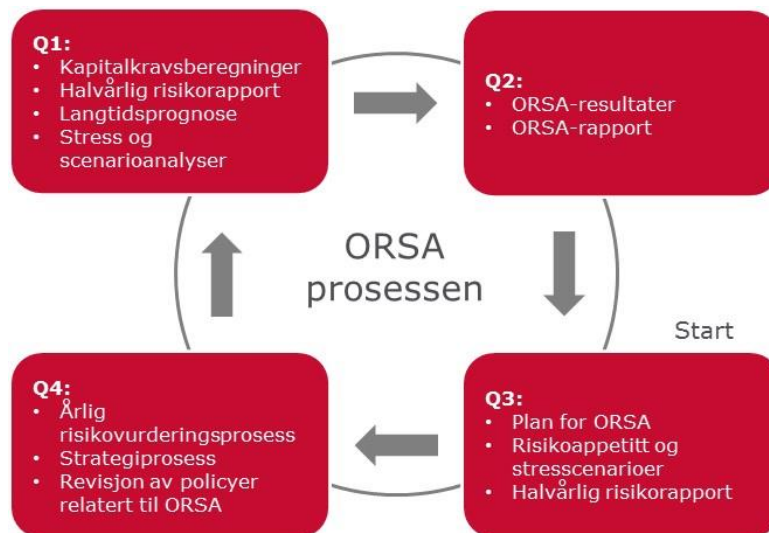 Q1:
• Kapitalkravsberegninger
• Halvårlig risikorapport
• Langtidsprognose
• Stress og
scenarioanalyser
Q2:
• ORSA-resultater
• ORSA-rapport
ORSA
prosessen
Start
Q4:
• Årlig
risikovurderingsprosess
• Strategiprosess
• Revisjon av policyer
relatert til ORSA
Q3:
• Plan for ORSA
• Risikoappetitt og
stresscenarioer
• Halvårlig risikorapport